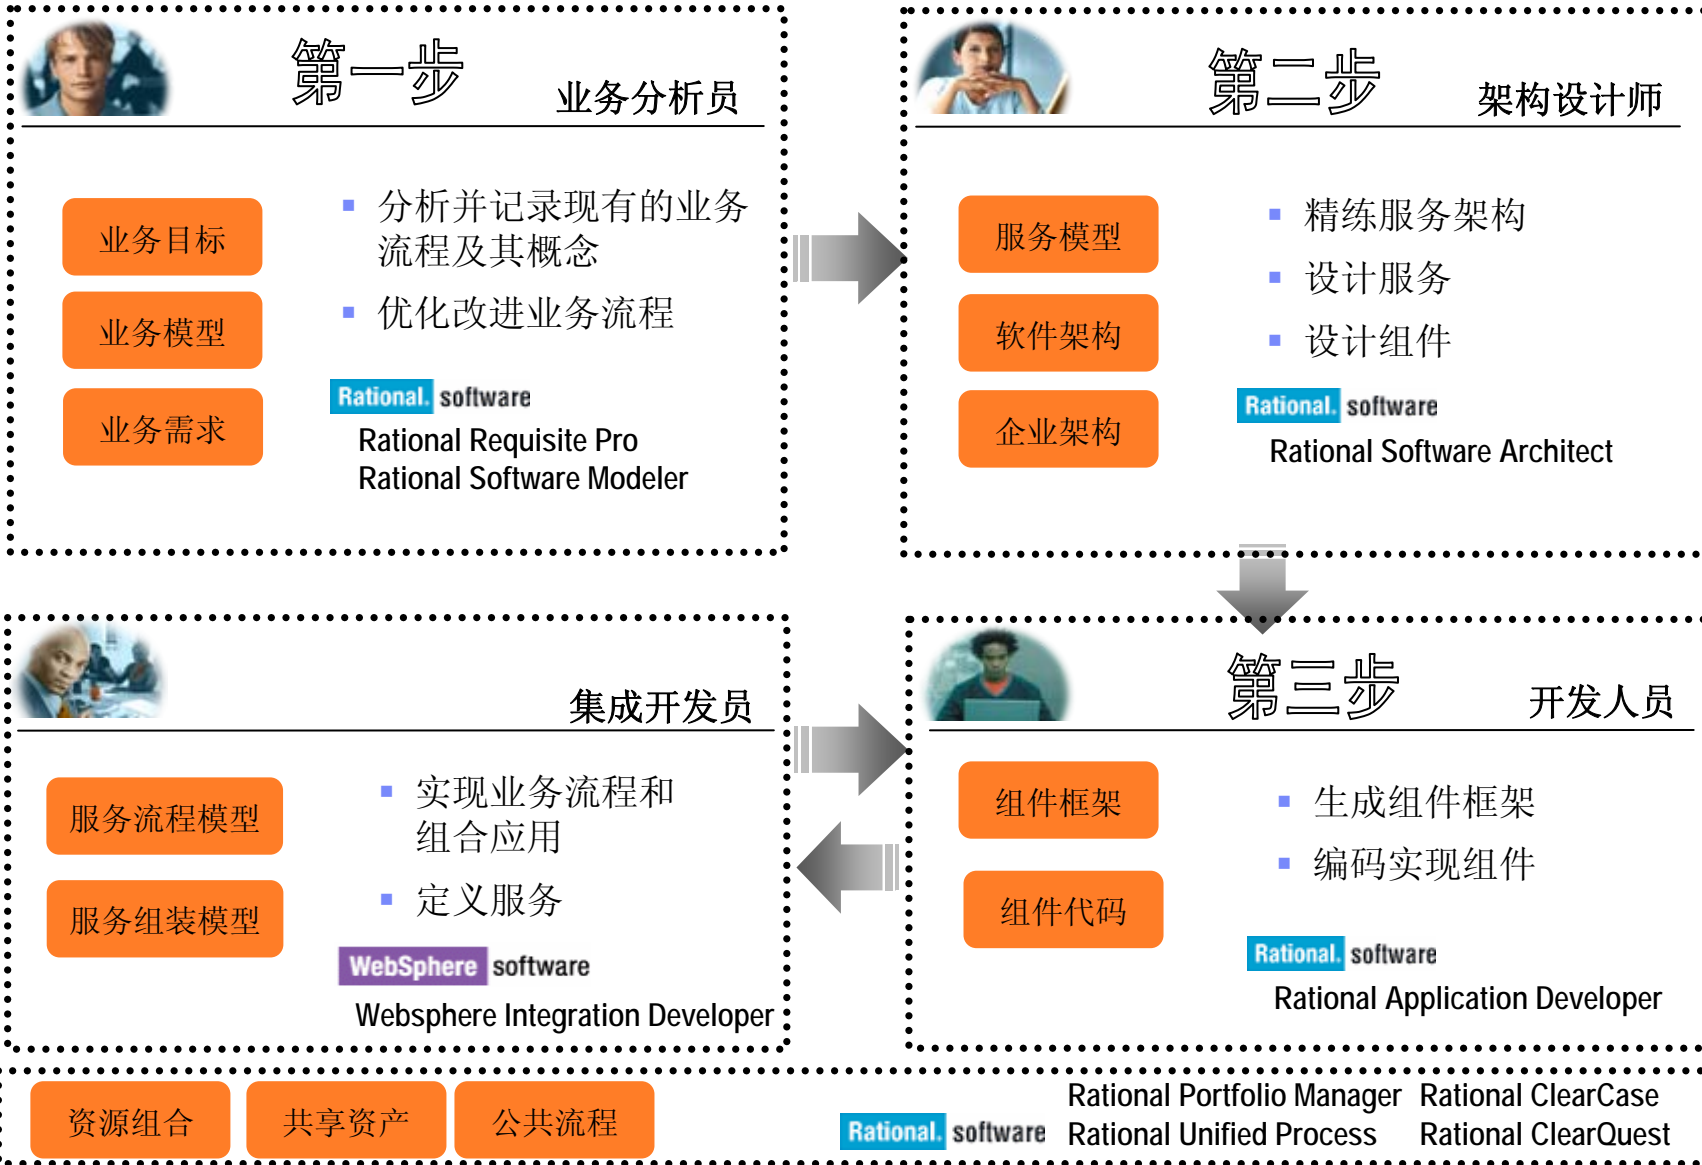 第一步
业务分析员
业务目标
业务模型
业务需求
分析并记录现有的业务
流程及其概念
优化改进业务流程
Rational. software
Rational Requisite Pro
Rational Software Modeler
第二步
架构设计师
服务模型
软件架构
企业架构
精练服务架构
设计服务
设计组件
Rational. software
Rational Software Architect
集成开发员
服务流程模型
服务组装模型
实现业务流程和
组合应用
定义服务
WebSphere software
Websphere Integration Developer
第三步
开发人员
组件框架
组件代码
生成组件框架
编码实现组件
Rational. software
Rational Application Developer
资源组合
共享资产
公共流程
Rational. software
Rational Portfolio Manager
Rational Unified Process
Rational ClearCase
Rational ClearQuest